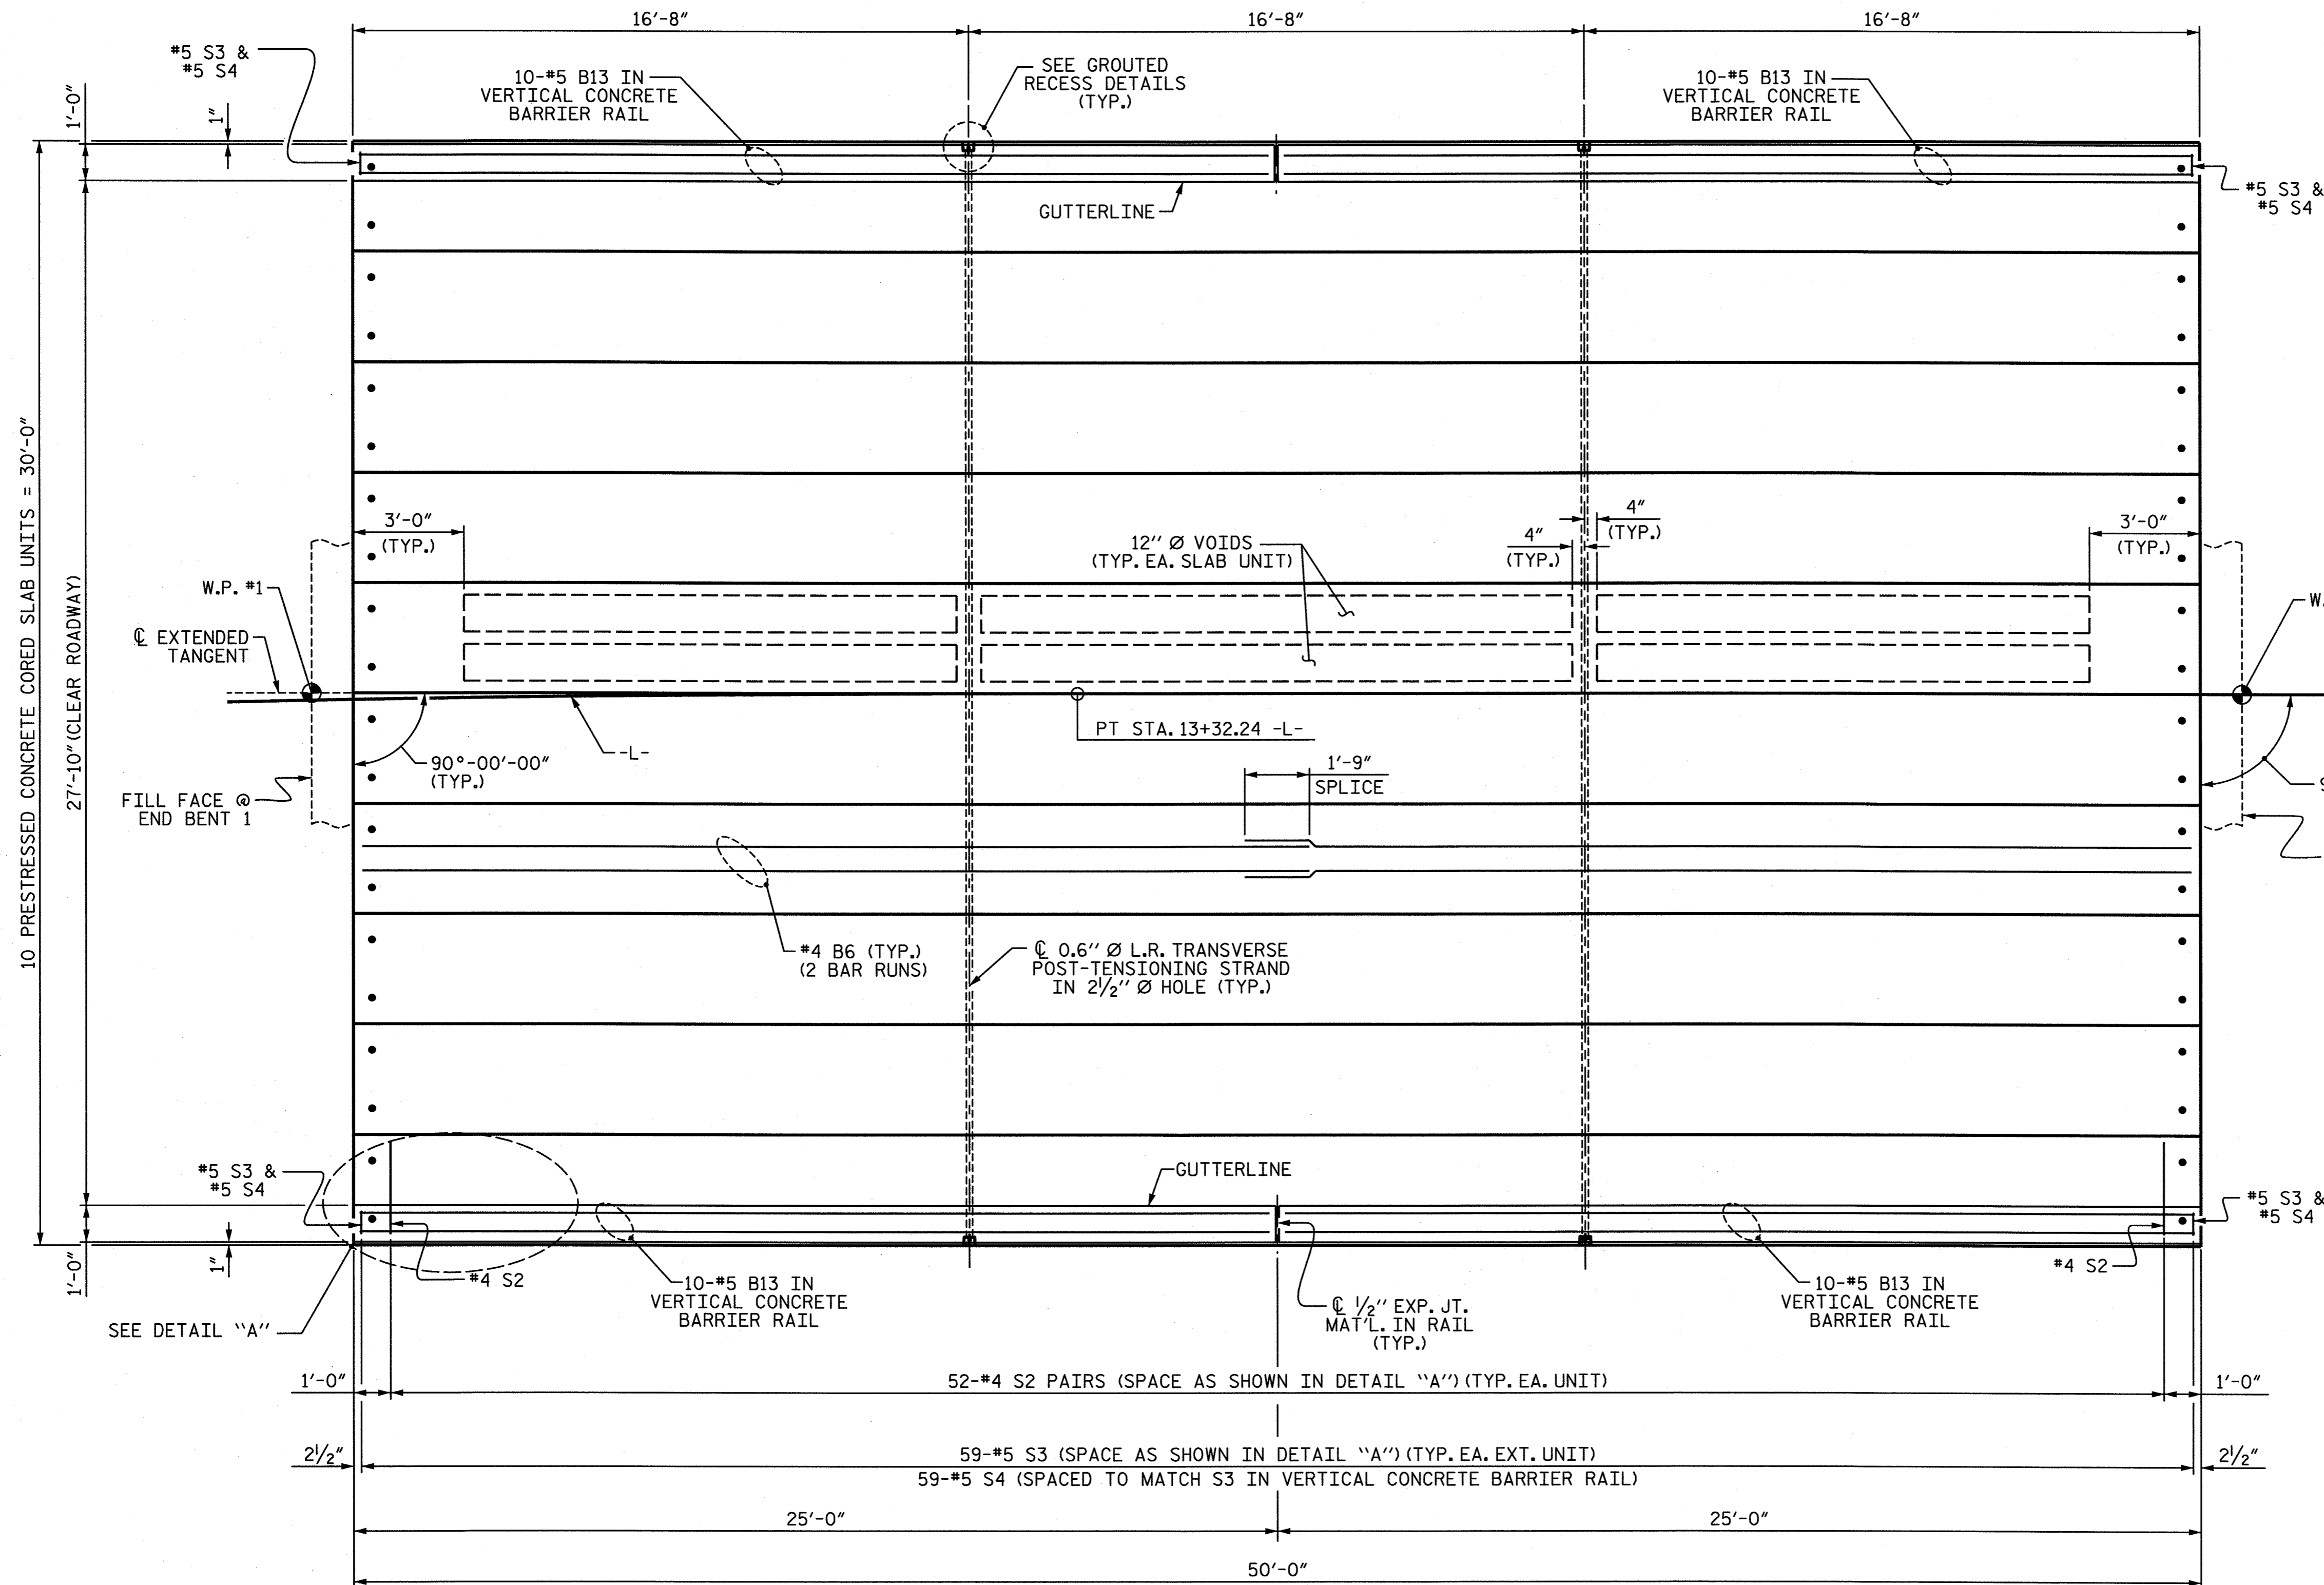 16'-8"
16'-8"
16'-8"
#5 S3 &
#5 S4
10-#5 B13 IN
VERTICAL CONCRETE
BARRIER RAIL
SEE GROUTED
RECESS DETAILS
(TYP.)
10-#5 B13 IN
VERTICAL CONCRETE
BARRIER RAIL
1'-0"
1"
#5 S3 &
#5 S4
GUTTERLINE
10 PRESTRESSED CONCRETE CORED SLAB UNITS = 30'-0"
27'-10" (CLEAR ROADWAY)
3'-0"
(TYP.)
12" Ø VOIDS
(TYP. EA. SLAB UNIT)
4"
(TYP.)
4"
(TYP.)
3'-0"
(TYP.)
W.P. #1
W.
℄ EXTENDED
TANGENT
PT STA. 13+32.24 -L-
-L-
90°-00'-00"
(TYP.)
1'-9"
SPLICE
9
FILL FACE @
END BENT 1
#4 B6 (TYP.)
(2 BAR RUNS)
℄ 0.6" Ø L.R. TRANSVERSE
POST-TENSIONING STRAND
IN 2 1/2" Ø HOLE (TYP.)
#5 S3 &
#5 S4
GUTTERLINE
#5 S3 &
#5 S4
1'-0"
1"
#4 S2
#4 S2
10-#5 B13 IN
VERTICAL CONCRETE
BARRIER RAIL
℄ 1/2" EXP. JT.
MAT'L. IN RAIL
(TYP.)
10-#5 B13 IN
VERTICAL CONCRETE
BARRIER RAIL
SEE DETAIL "A"
1'-0"
52-#4 S2 PAIRS (SPACE AS SHOWN IN DETAIL "A") (TYP. EA. UNIT)
1'-0"
2 1/2"
59-#5 S3 (SPACE AS SHOWN IN DETAIL "A") (TYP. EA. EXT. UNIT)
2 1/2"
59-#5 S4 (SPACED TO MATCH S3 IN VERTICAL CONCRETE BARRIER RAIL)
25'-0"
25'-0"
50'-0"